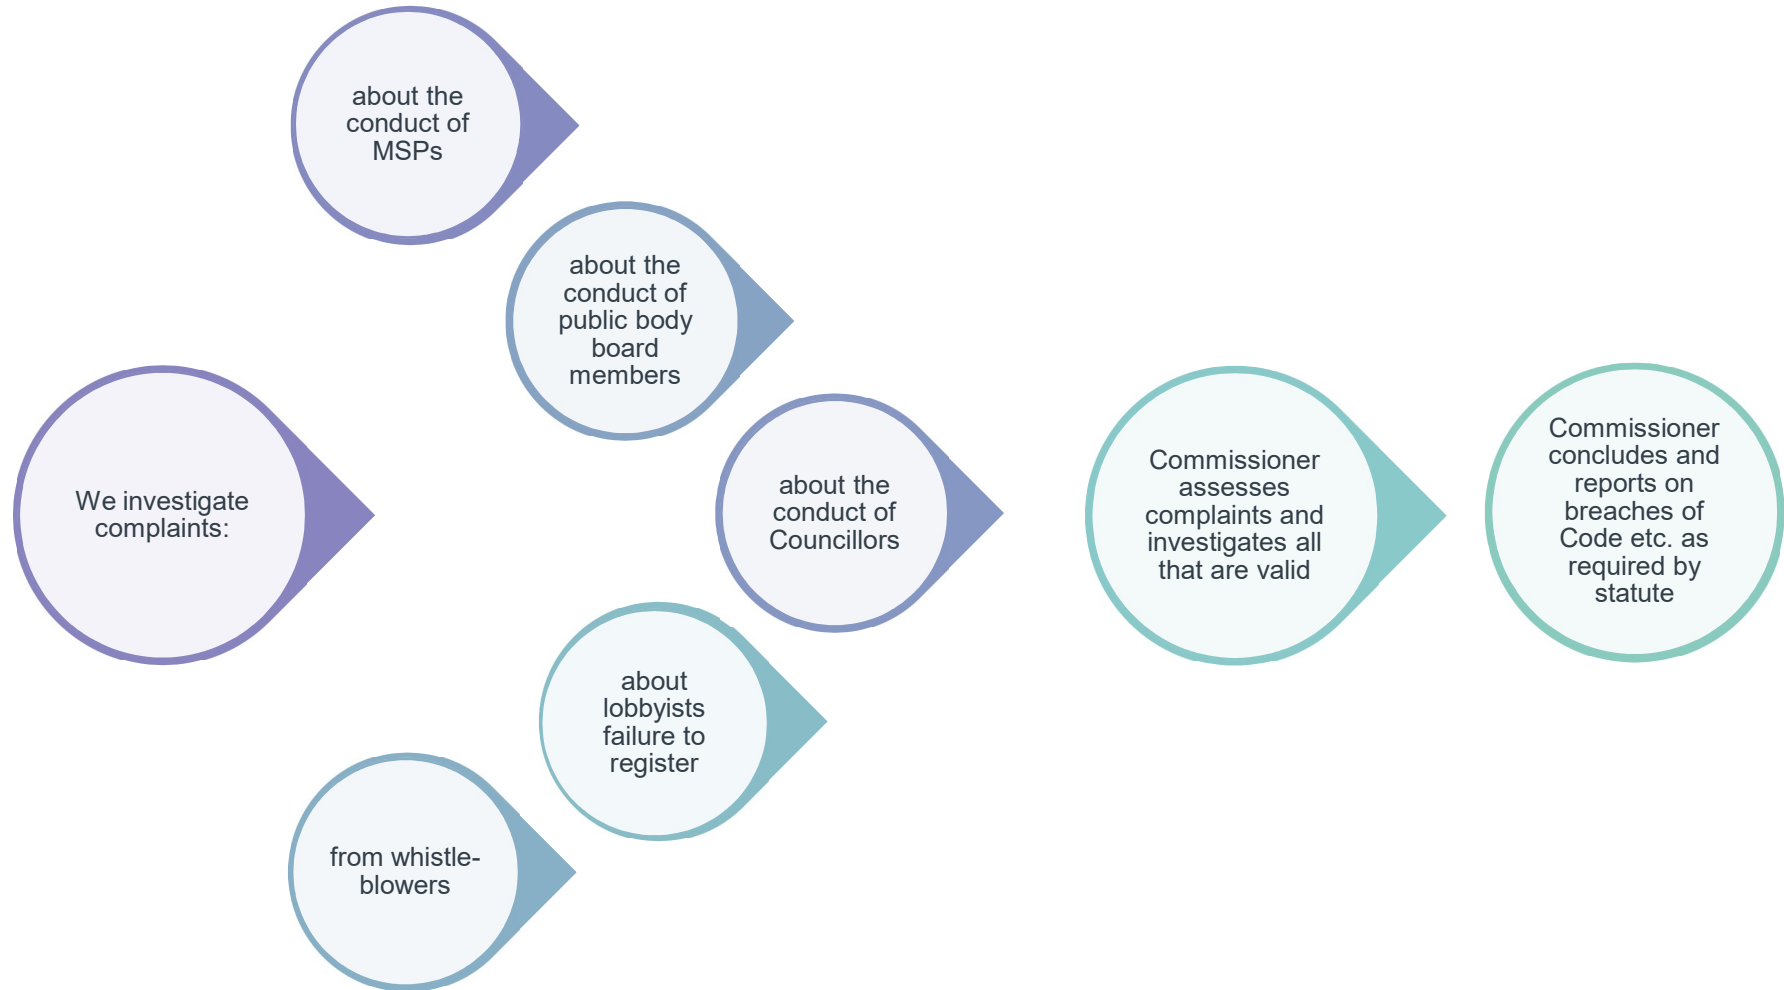 We investigate
complaints:
about the
conduct of
MSPs
about the
conduct of
public body
board
members
about the
conduct of
Councillors
about
lobbyists
failure to
register
from whistle-
blowers
Commissioner
assesses
complaints and
investigates all
that are valid
Commissioner
concludes and
reports on
breaches of
Code etc. as
required by
statute